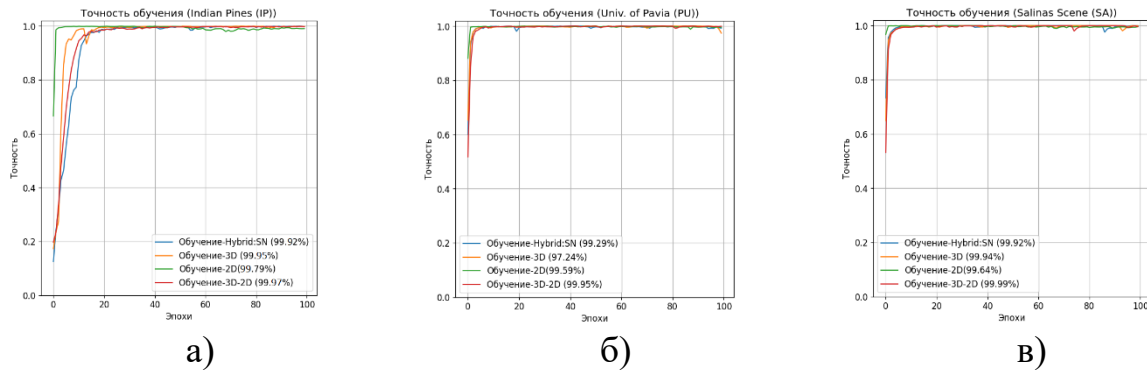 Точность обучения (Indian Pines (IP))
1.0
0.8
0.6
0.4
0.2
0.0
Точность
0 20 40 60 80 100
Эпохи
Обучение-Hybrid:SN (99.92%)
Обучение-3D (99.95%)
Обучение-2D(99.79%)
Обучение-3D-2D (99.97%)
а)
Точность обучения (Univ. of Pavia (PU))
1.0
0.8
0.6
0.4
0.2
0.0
Точность
0 20 40 60 80 100
Эпохи
Обучение-Hybrid:SN (99.29%)
Обучение-3D (97.24%)
Обучение-2D(99.59%)
Обучение-3D-2D (99.95%)
б)
Точность обучения (Salinas Scene (SA))
1.0
0.8
0.6
0.4
0.2
0.0
Точность
0 20 40 60 80 100
Эпохи
Обучение-Hybrid:SN (99.92%)
Обучение-3D (99.94%)
Обучение-2D(99.64%)
Обучение-3D-2D (99.99%)
в)